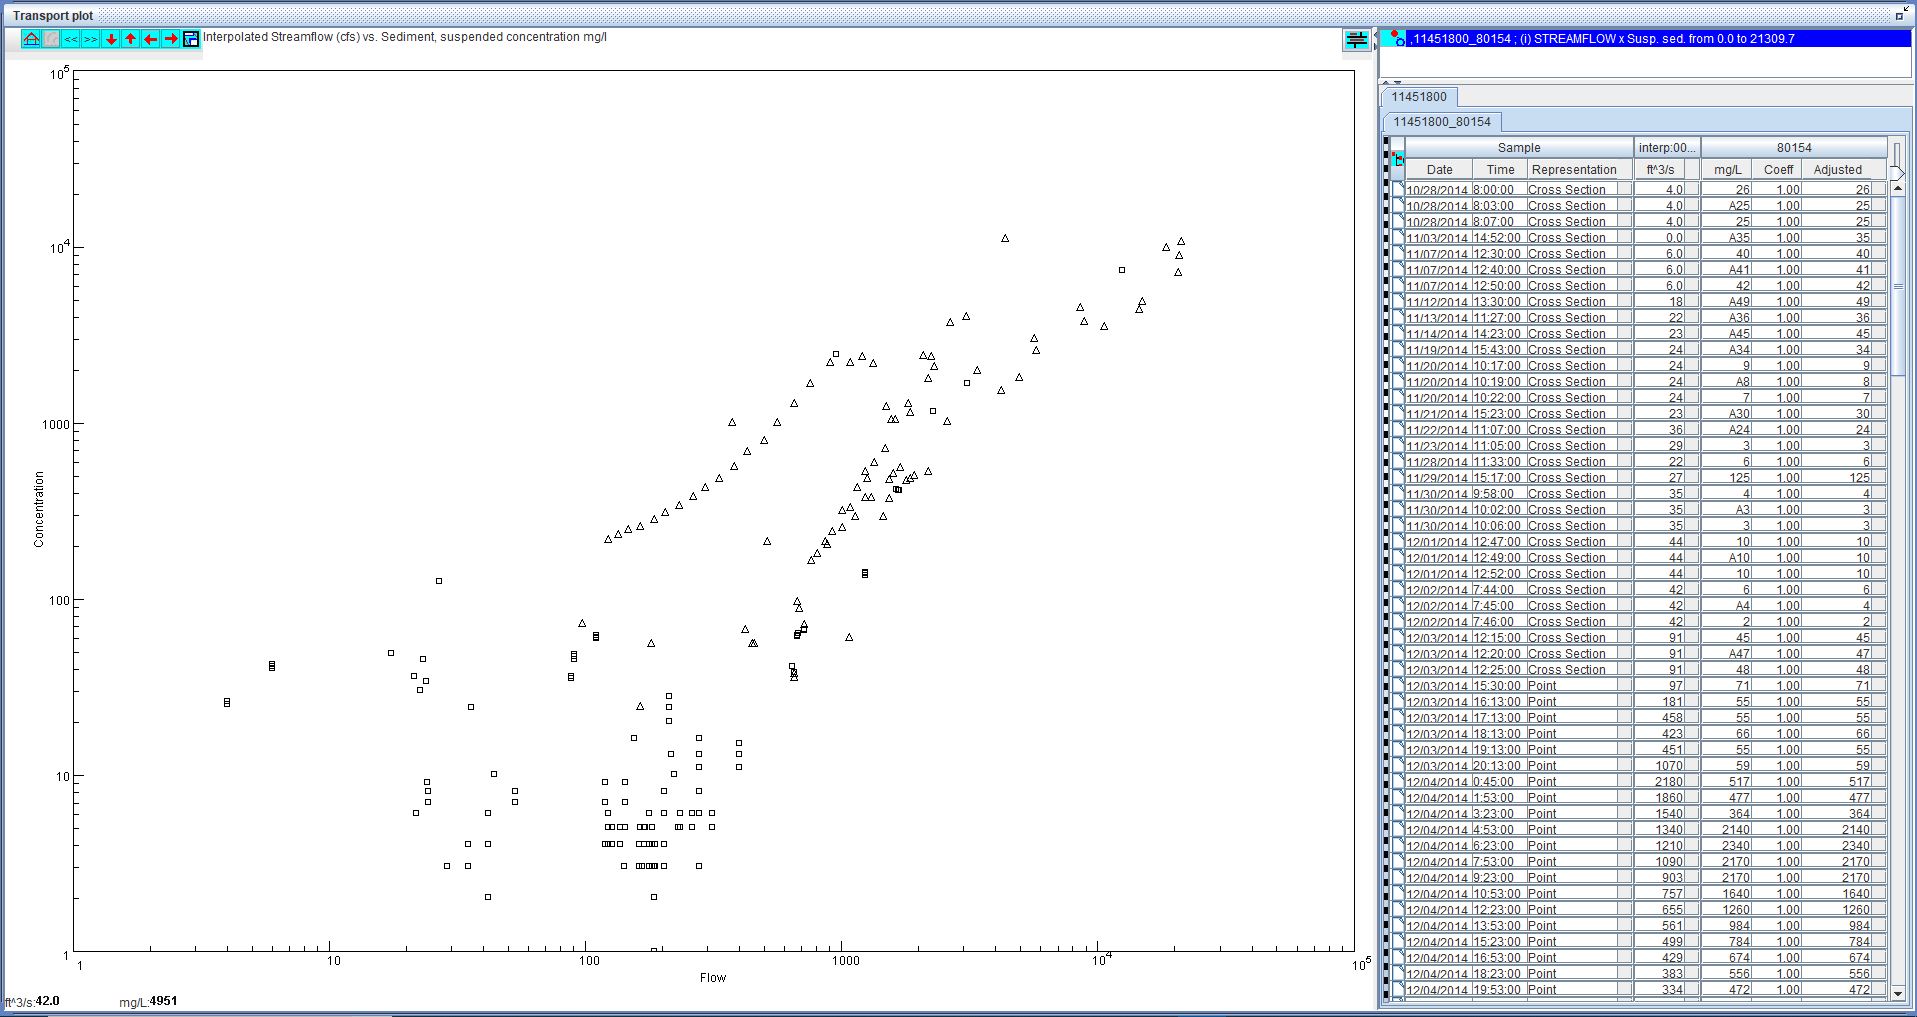 Transport plot
<< >>
Interpolated Streamflow (cfs) vs. Sediment, suspended concentration mg/l
10^5
10^4
1000
100
10
1
Concentration
1 10 100 1000 10^4 10^5
Flow
ft^3/s:42.0 mg/L:4951
,11451800_80154 ; (i) STREAMFLOW x Susp. sed. from 0.0 to 21309.7
11451800
11451800_80154
Sample interp:00... 80154
Date Time Representation ft^3/s mg/L Coeff Adjusted
10/28/2014 8:00:00 Cross Section 4.0 26 1.00 26
10/28/2014 8:03:00 Cross Section 4.0 A25 1.00 25
10/28/2014 8:07:00 Cross Section 4.0 25 1.00 25
11/03/2014 14:52:00 Cross Section 0.0 A35 1.00 35
11/07/2014 12:30:00 Cross Section 6.0 40 1.00 40
11/07/2014 12:40:00 Cross Section 6.0 A41 1.00 41
11/07/2014 12:50:00 Cross Section 6.0 42 1.00 42
11/12/2014 13:30:00 Cross Section 18 A49 1.00 49
11/13/2014 11:27:00 Cross Section 22 A36 1.00 36
11/14/2014 14:23:00 Cross Section 23 A45 1.00 45
11/19/2014 15:43:00 Cross Section 24 A34 1.00 34
11/20/2014 10:17:00 Cross Section 24 9 1.00 9
11/20/2014 10:19:00 Cross Section 24 A8 1.00 8
11/20/2014 10:22:00 Cross Section 24 7 1.00 7
11/21/2014 15:23:00 Cross Section 23 A30 1.00 30
11/22/2014 11:07:00 Cross Section 36 A24 1.00 24
11/23/2014 11:05:00 Cross Section 29 3 1.00 3
11/28/2014 11:33:00 Cross Section 22 6 1.00 6
11/29/2014 15:17:00 Cross Section 27 125 1.00 125
11/30/2014 9:58:00 Cross Section 35 4 1.00 4
11/30/2014 10:02:00 Cross Section 35 A3 1.00 3
11/30/2014 10:06:00 Cross Section 35 3 1.00 3
12/01/2014 12:47:00 Cross Section 44 10 1.00 10
12/01/2014 12:49:00 Cross Section 44 A10 1.00 10
12/01/2014 12:52:00 Cross Section 44 10 1.00 10
12/02/2014 7:44:00 Cross Section 42 6 1.00 6
12/02/2014 7:45:00 Cross Section 42 A4 1.00 4
12/02/2014 7:46:00 Cross Section 42 2 1.00 2
12/03/2014 12:15:00 Cross Section 91 45 1.00 45
12/03/2014 12:20:00 Cross Section 91 A47 1.00 47
12/03/2014 12:25:00 Cross Section 91 48 1.00 48
12/03/2014 15:30:00 Point 97 71 1.00 71
12/03/2014 16:13:00 Point 181 55 1.00 55
12/03/2014 17:13:00 Point 458 55 1.00 55
12/03/2014 18:13:00 Point 423 66 1.00 66
12/03/2014 19:13:00 Point 451 55 1.00 55
12/03/2014 20:13:00 Point 1070 59 1.00 59
12/04/2014 0:45:00 Point 2180 517 1.00 517
12/04/2014 1:53:00 Point 1860 477 1.00 477
12/04/2014 3:23:00 Point 1540 364 1.00 364
12/04/2014 4:53:00 Point 1340 2140 1.00 2140
12/04/2014 6:23:00 Point 1210 2340 1.00 2340
12/04/2014 7:53:00 Point 1090 2170 1.00 2170
12/04/2014 9:23:00 Point 903 2170 1.00 2170
12/04/2014 10:53:00 Point 757 1640 1.00 1640
12/04/2014 12:23:00 Point 655 1260 1.00 1260
12/04/2014 13:53:00 Point 561 984 1.00 984
12/04/2014 15:23:00 Point 499 784 1.00 784
12/04/2014 16:53:00 Point 429 674 1.00 674
12/04/2014 18:23:00 Point 383 556 1.00 556
12/04/2014 19:53:00 Point 334 472 1.00 472